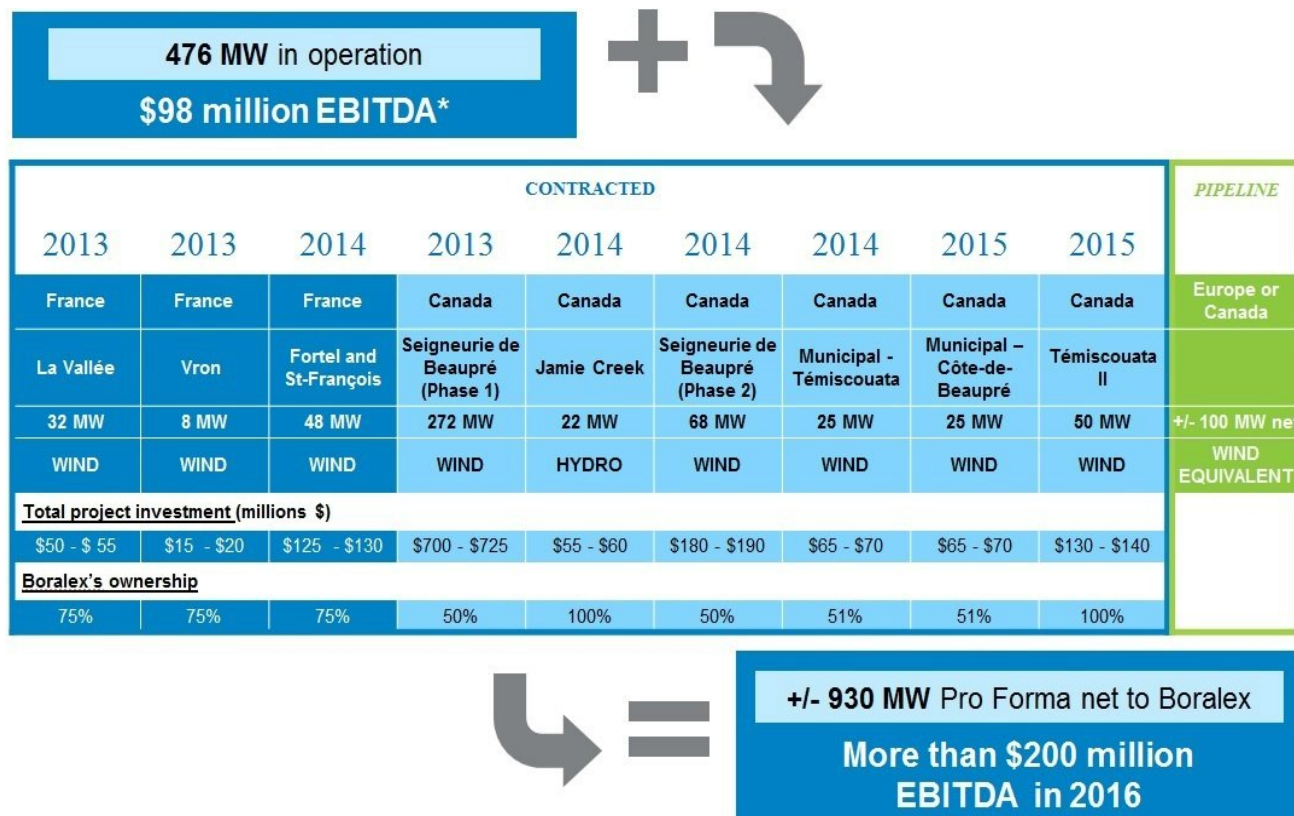 476 MW in operation
$98 million EBITDA*
CONTRACTED
PIPELINE
2013 2013 2014 2013 2014 2014 2014 2015 2015
France France France Canada Canada Canada Canada Canada Canada Europe or
Canada
La Vallée Vron Fortel and
St-François Seigneurie de
Beaupré
(Phase 1) Jamie Creek Seigneurie de
Beaupré
(Phase 2) Municipal -
Témiscouata Municipal –
Côte-de-
Beaupré Témiscouata
II
32 MW 8 MW 48 MW 272 MW 22 MW 68 MW 25 MW 25 MW 50 MW +/- 100 MW net
WIND WIND WIND WIND HYDRO WIND WIND WIND WIND WIND
EQUIVALENT
Total project investment (millions $)
$50 - $ 55 $15 - $20 $125 - $130 $700 - $725 $55 - $60 $180 - $190 $65 - $70 $65 - $70 $130 - $140
Boralex's ownership
75% 75% 75% 50% 100% 50% 51% 51% 100%
+/- 930 MW Pro Forma net to Boralex
More than $200 million
EBITDA in 2016